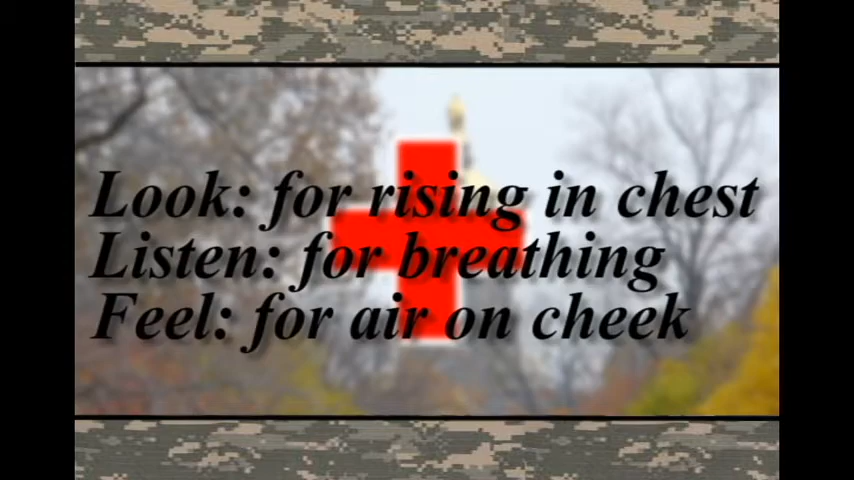 Look: for rising in chest
Listen: for breathing
Feel: for air on cheek